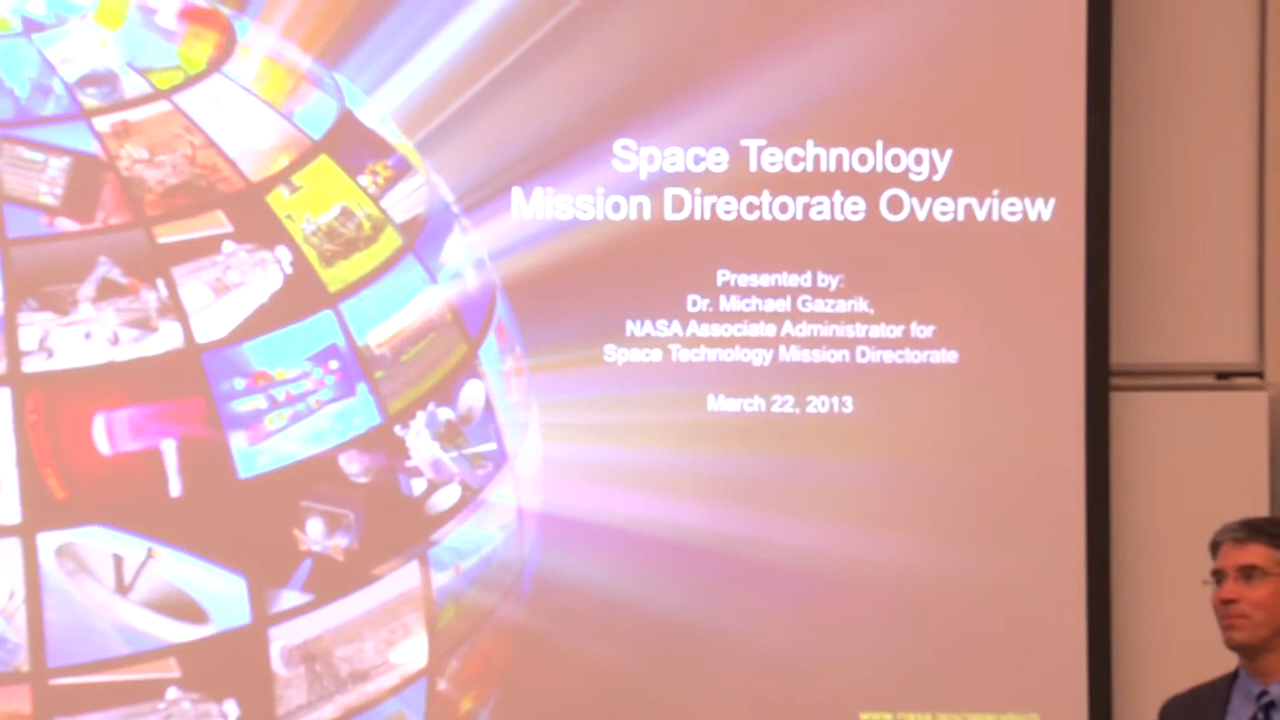 Space Technology
Mission Directorate Overview
Presented by:
Dr. Michael Gazarik,
NASA Associate Administrator for
Space Technology Mission Directorate
March 22, 2013